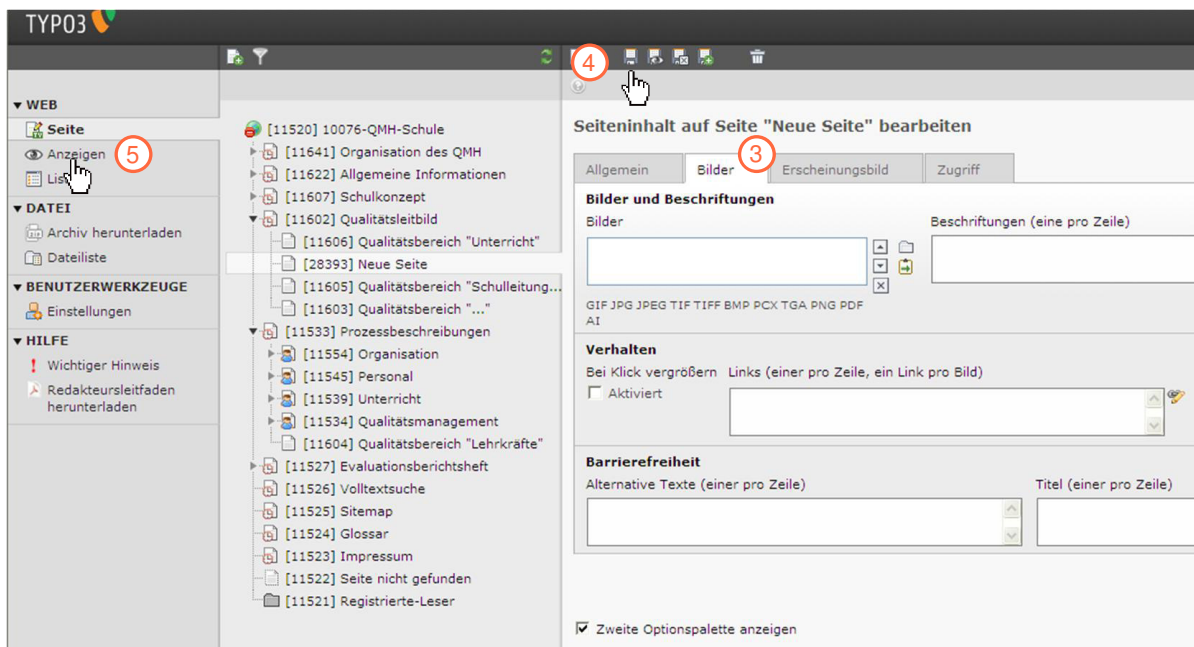 TYPO3
4
WEB
Seite
Anzeigen
5
DATEI
Archiv herunterladen
Dateiliste
BENUTZERWERKZEUGE
Einstellungen
HILFE
Wichtiger Hinweis
Redakteursleitfaden
herunterladen
[11520] 10076-QMH-Schule
[11641] Organisation des QMH
[11622] Allgemeine Informationen
[11607] Schulkonzept
[11602] Qualitätsleitbild
[11606] Qualitätsbereich "Unterricht"
[28393] Neue Seite
[11605] Qualitätsbereich "Schulleitung...
[11603] Qualitätsbereich "..."
[11533] Prozessbeschreibungen
[11554] Organisation
[11545] Personal
[11539] Unterricht
[11534] Qualitätsmanagement
[11604] Qualitätsbereich "Lehrkräfte"
[11527] Evaluationsberichtsheft
[11526] Volltextsuche
[11525] Sitemap
[11524] Glossar
[11523] Impressum
[11522] Seite nicht gefunden
[11521] Registrierte-Leser
Seiteninhalt auf Seite "Neue Seite" bearbeiten
3
Allgemein Bilder Erscheinungsbild Zugriff
Bilder und Beschriftungen
Bilder Beschriftungen (eine pro Zeile)
GIF JPG JPEG TIF TIFF BMP PCX TGA PNG PDF
AI
Verhalten
Bei Klick vergrößern Links (einer pro Zeile, ein Link pro Bild)
Aktiviert
Barrierefreiheit
Alternative Texte (einer pro Zeile) Titel (einer pro Zeile)
Zweite Optionspalette anzeigen